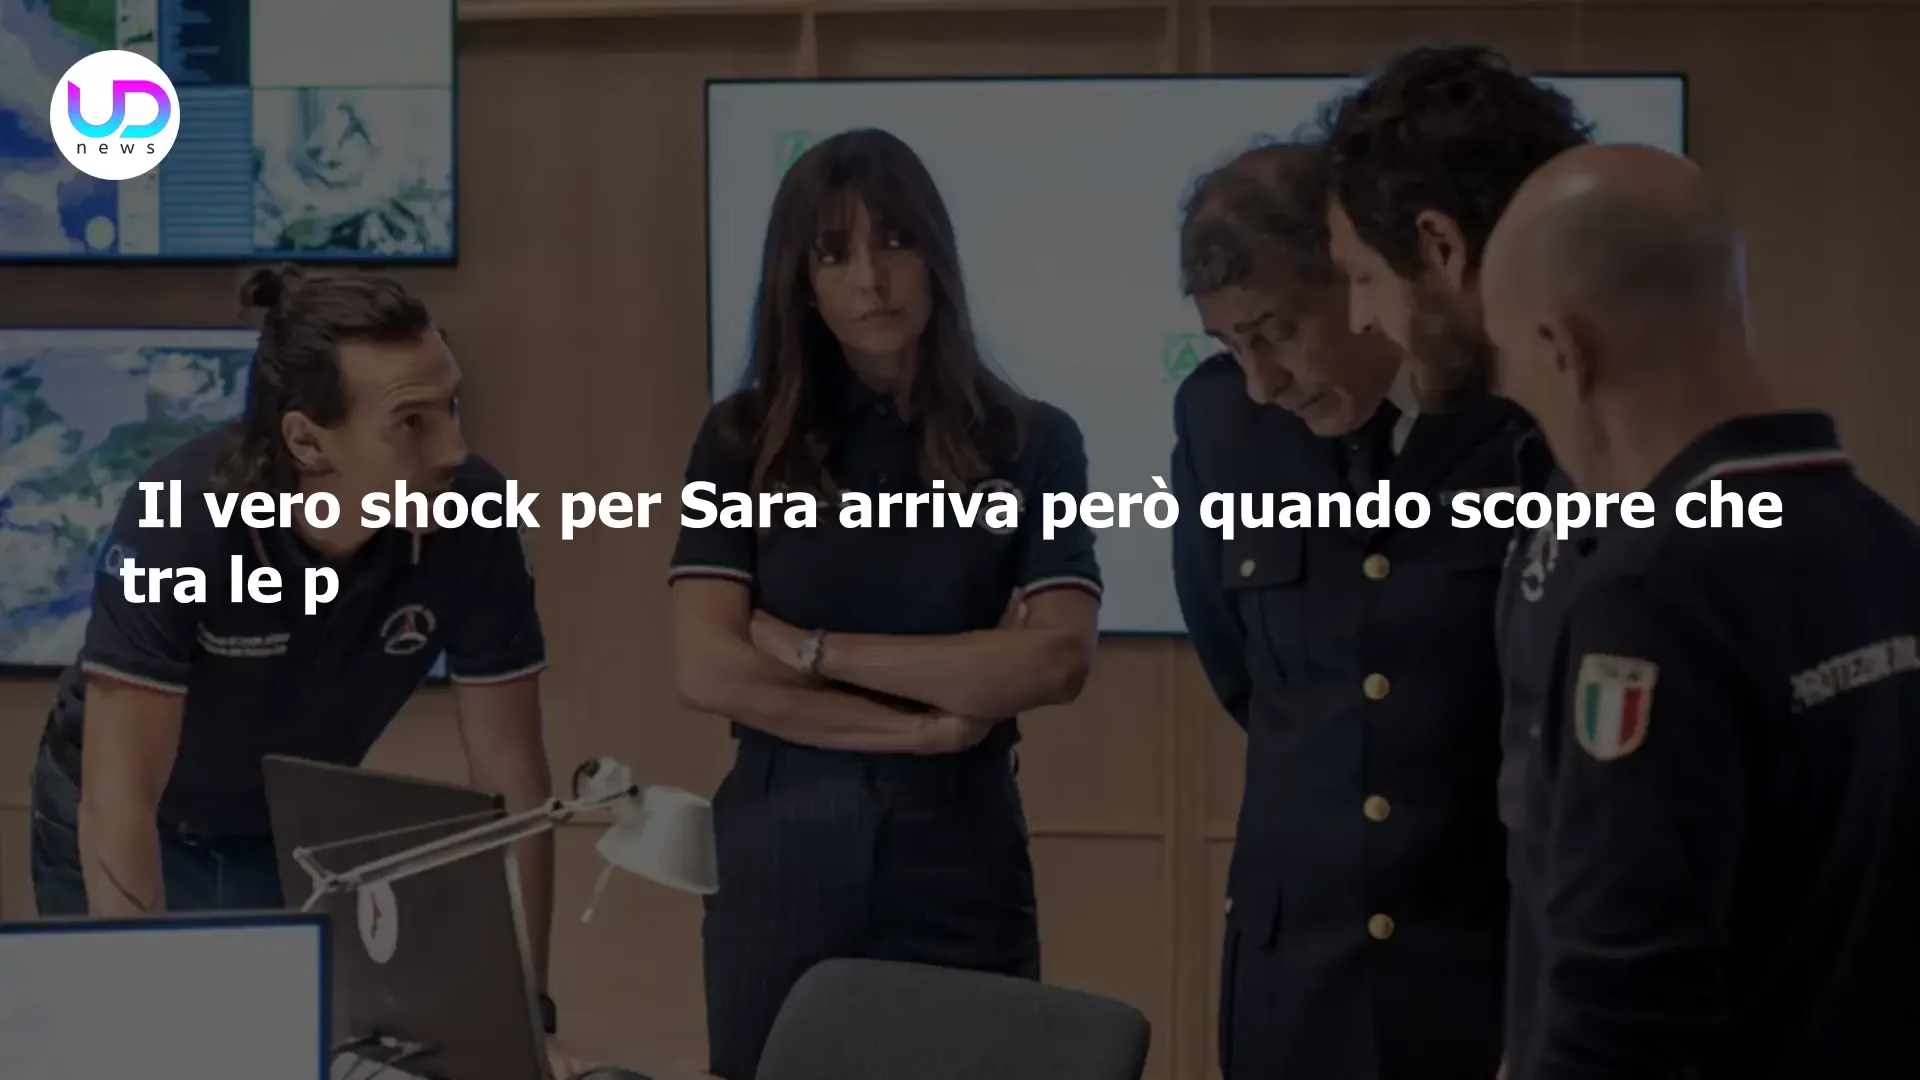 UD
news
Il vero shock per Sara arriva però quando scopre che
tra le p